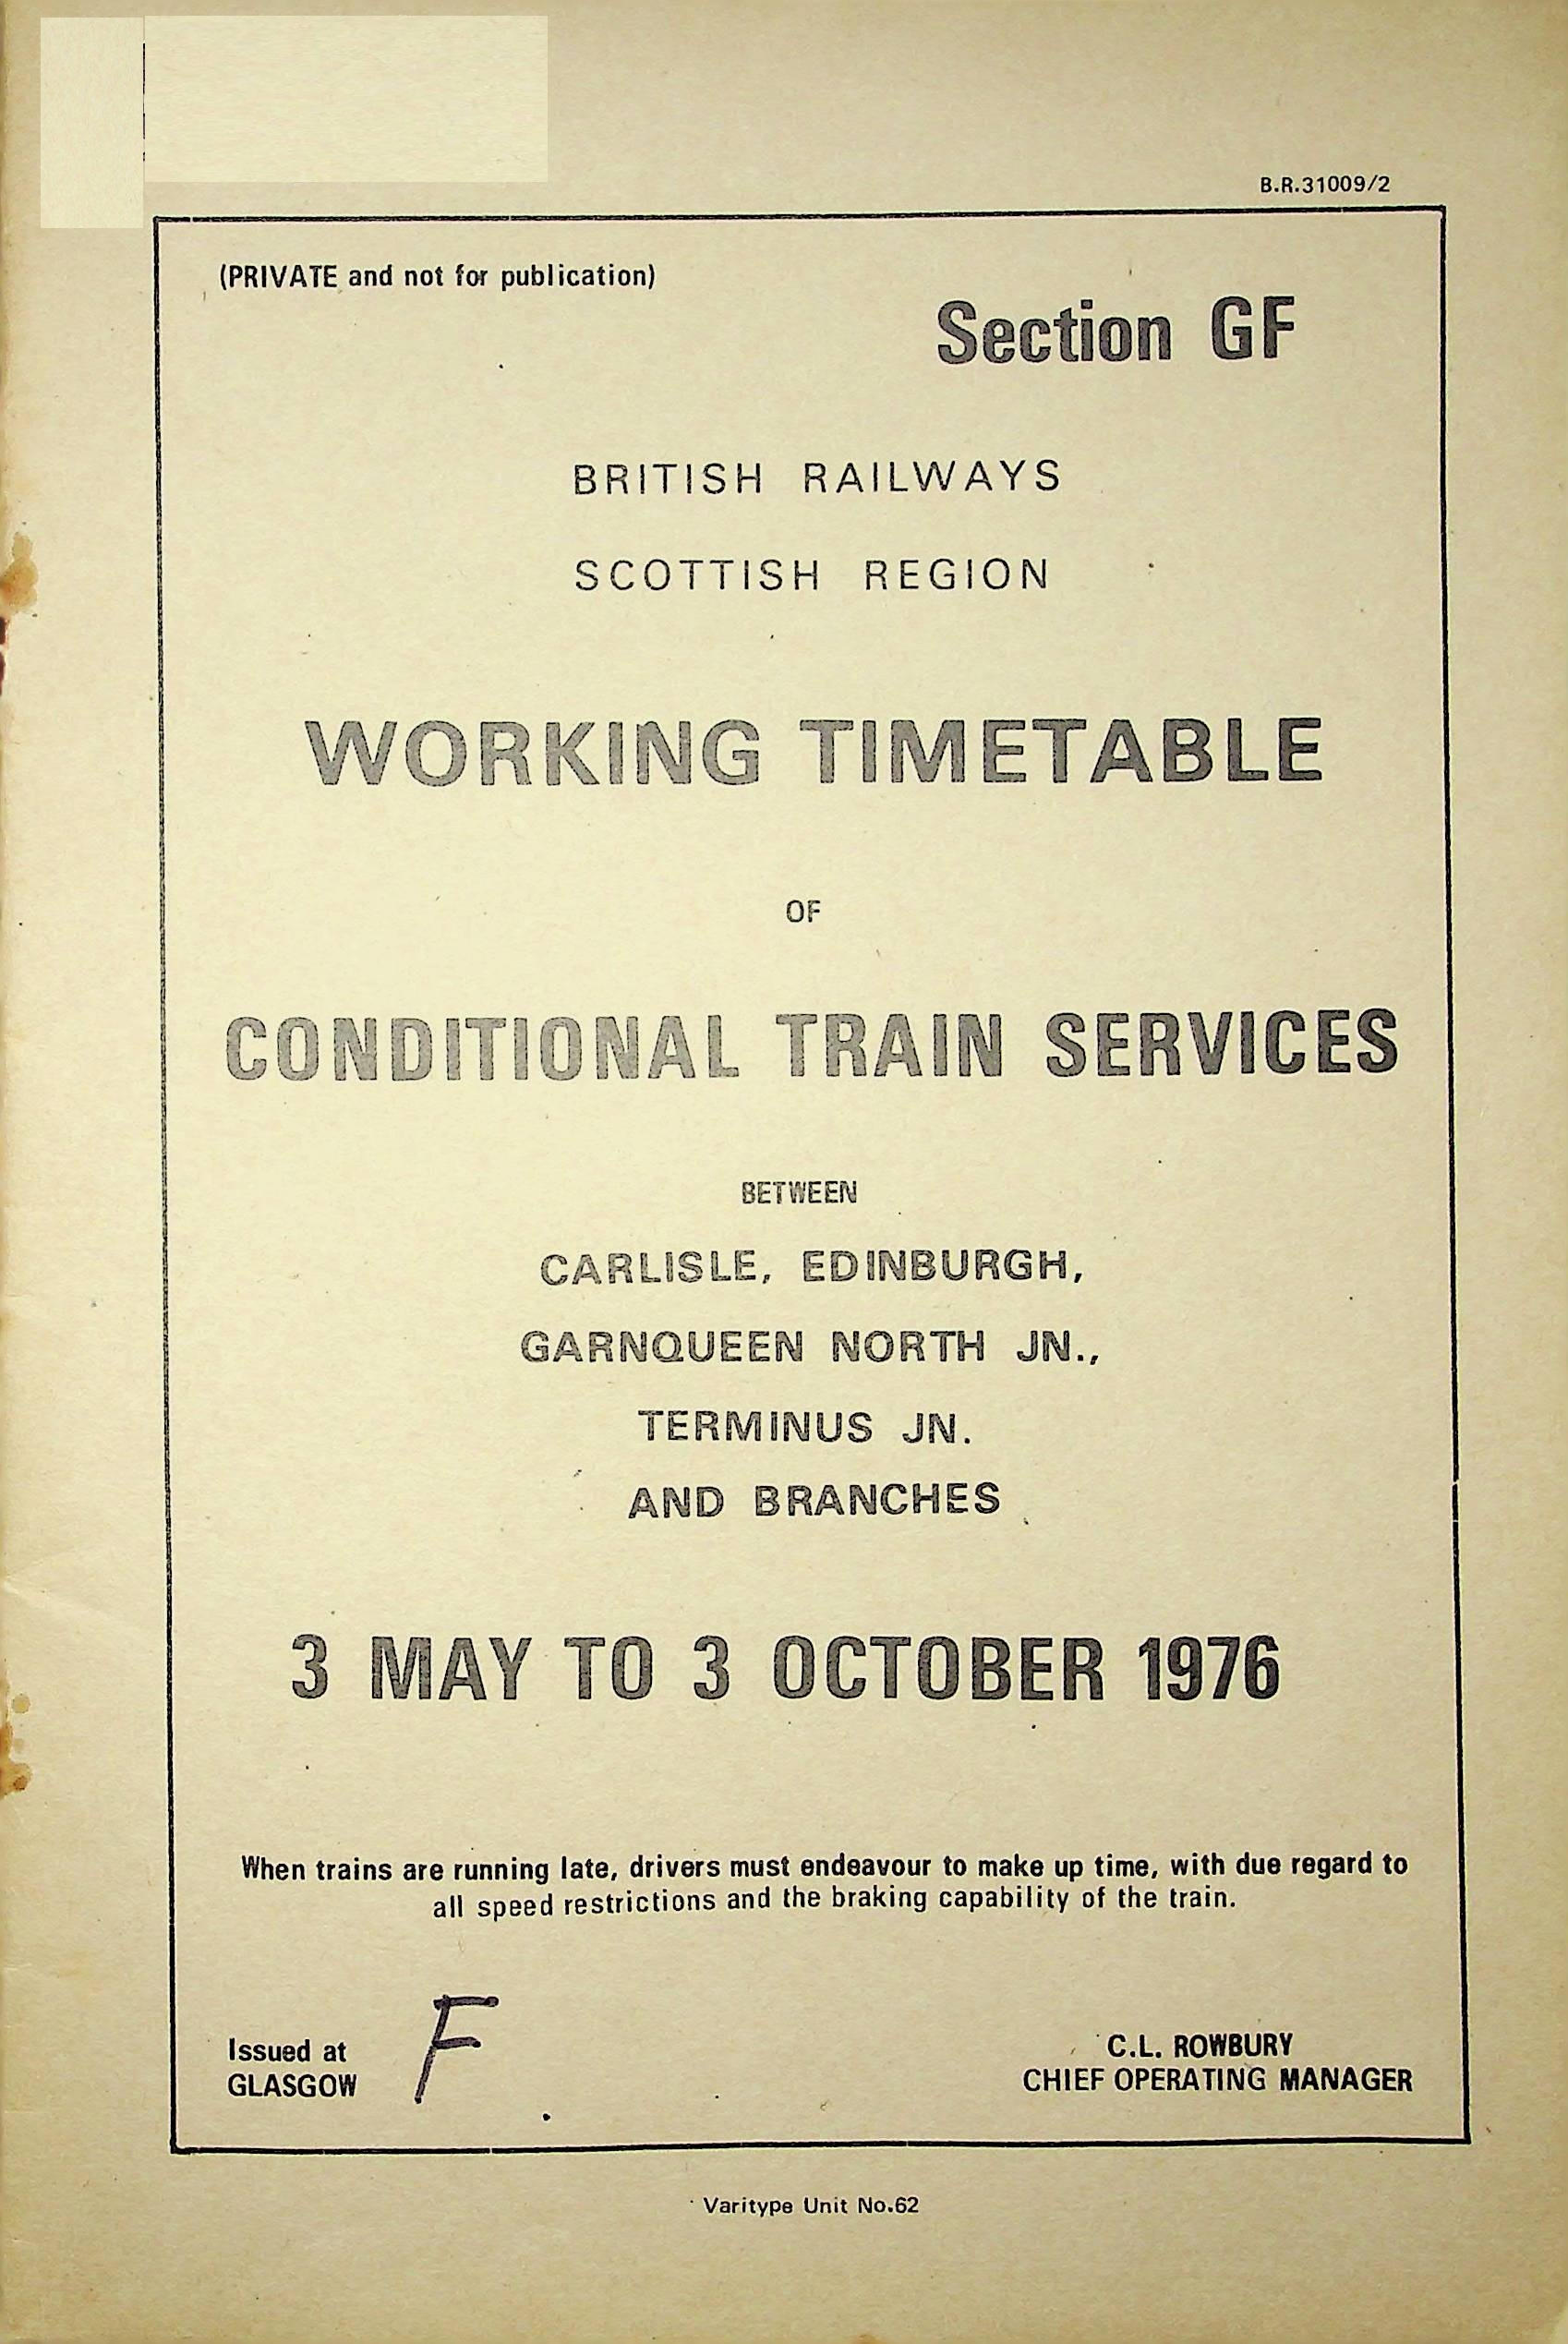 B.R.31009/2
(PRIVATE and not for publication)
Section GF
BRITISH RAILWAYS
SCOTTISH REGION
WORKING TIMETABLE
OF
CONDITIONAL TRAIN SERVICES
BETWEEN
CARLISLE, EDINBURGH,
GARNQUEEN NORTH JN.,
TERMINUS JN.
AND BRANCHES
3 MAY TO 3 OCTOBER 1976
When trains are running late, drivers must endeavour to make up time, with due regard to
all speed restrictions and the braking capability of the train.
F
Issued at
GLASGOW
C.L. ROWBURY
CHIEF OPERATING MANAGER
Varitype Unit No.62